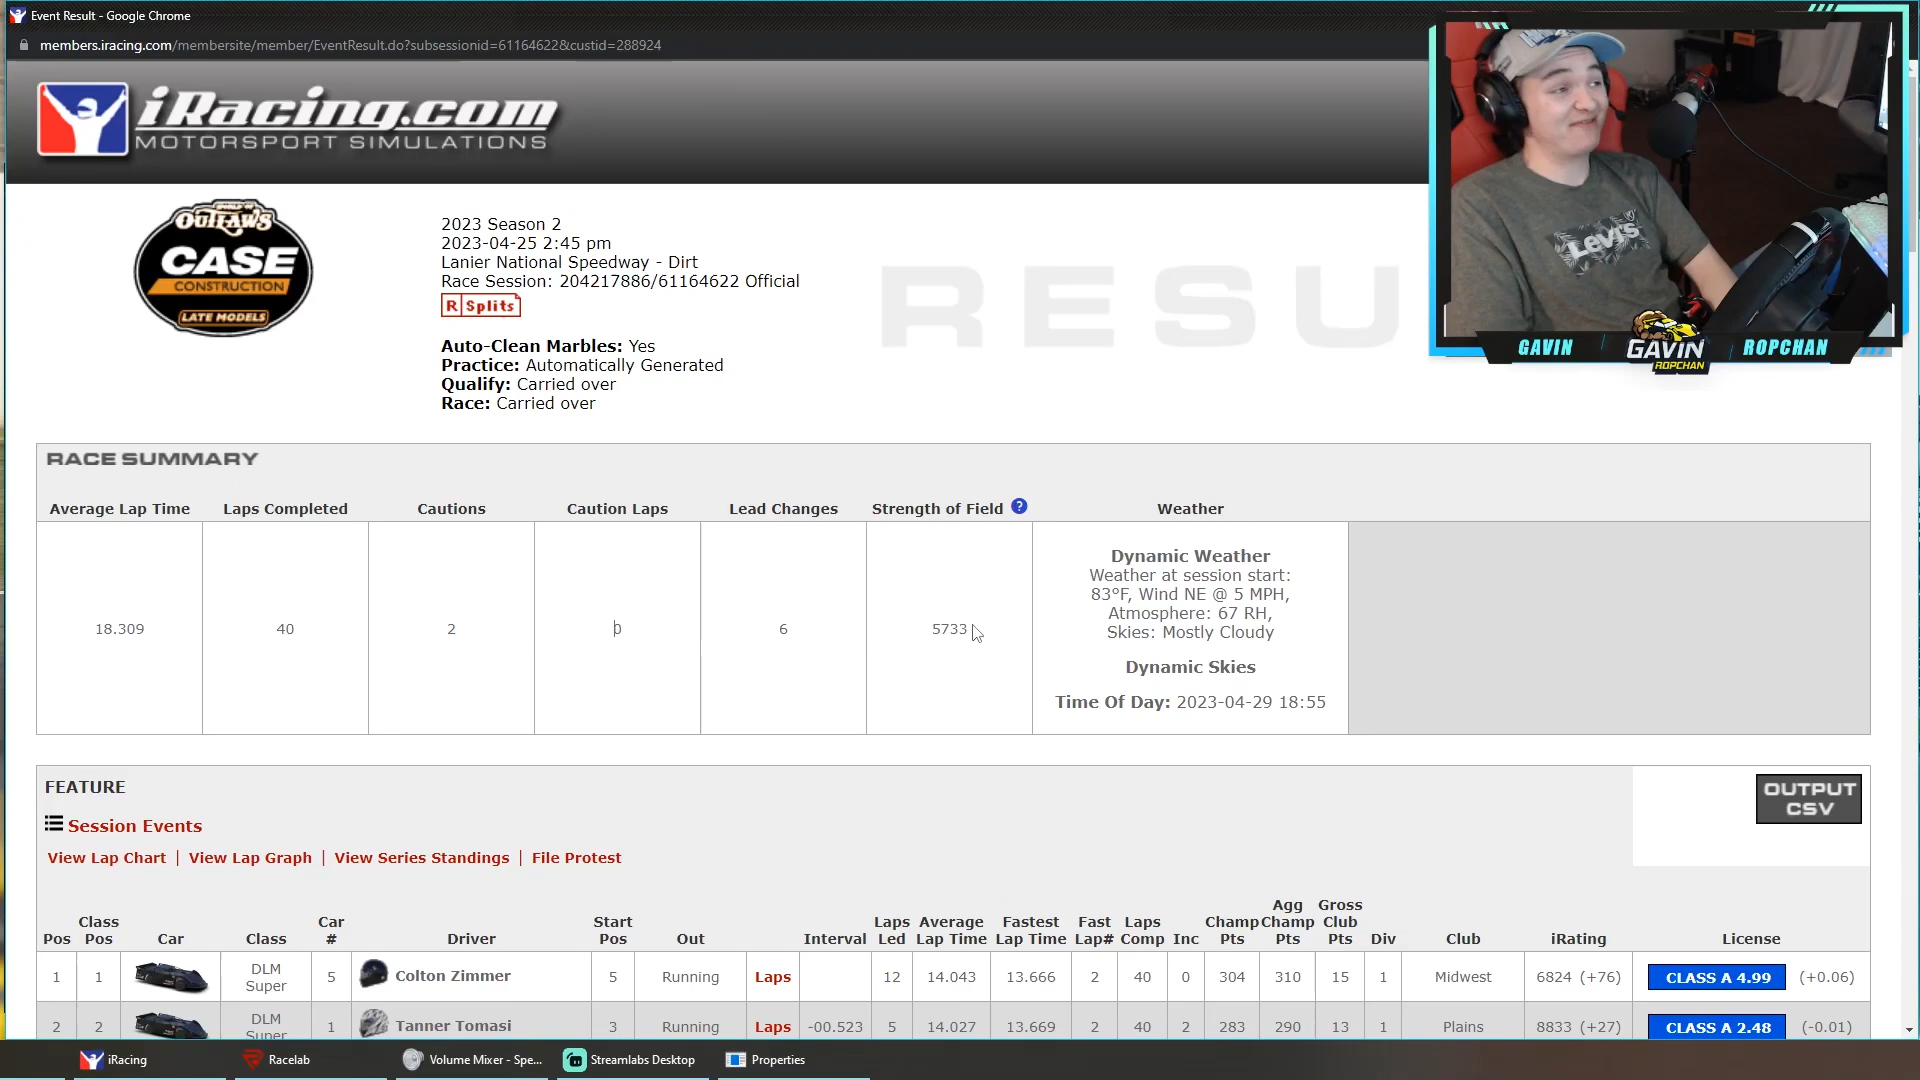 Event Result - Google Chrome
members.iracing.com/membersite/member/EventResult.do?subsessionid=61164622&custid=288924
iRacing.com
MOTORSPORT SIMULATIONS
WORLD OF
OUTLAWS
CASE
CONSTRUCTION
LATE MODELS
2023 Season 2
2023-04-25 2:45 pm
Lanier National Speedway - Dirt
Race Session: 204217886/61164622 Official
R Splits
Auto-Clean Marbles: Yes
Practice: Automatically Generated
Qualify: Carried over
Race: Carried over
RESU
Levi's
GAVIN GAVIN ROPCHAN ROPCHAN
RACE SUMMARY
Average Lap Time Laps Completed Cautions Caution Laps Lead Changes Strength of Field ? Weather
18.309 40 2 0 6 5733
Dynamic Weather
Weather at session start:
83°F, Wind NE @ 5 MPH,
Atmosphere: 67 RH,
Skies: Mostly Cloudy
Dynamic Skies
Time Of Day: 2023-04-29 18:55
FEATURE
OUTPUT
CSV
Session Events
View Lap Chart | View Lap Graph | View Series Standings | File Protest
Pos Class Pos Car Class Car # Driver Start Pos Out Interval Laps Led Average Lap Time Fastest Lap Time Fast Lap# Laps Comp Inc Champ Pts Agg Champ Pts Gross Club Pts Div Club iRating License
1 1 DLM Super 5 Colton Zimmer 5 Running Laps 12 14.043 13.666 2 40 0 304 310 15 1 Midwest 6824 (+76) CLASS A 4.99 (+0.06)
2 2 DLM Super 1 Tanner Tomasi 3 Running Laps -00.523 5 14.027 13.669 2 40 2 283 290 13 1 Plains 8833 (+27) CLASS A 2.48 (-0.01)
iRacing Racelab Volume Mixer - Spe... Streamlabs Desktop Properties